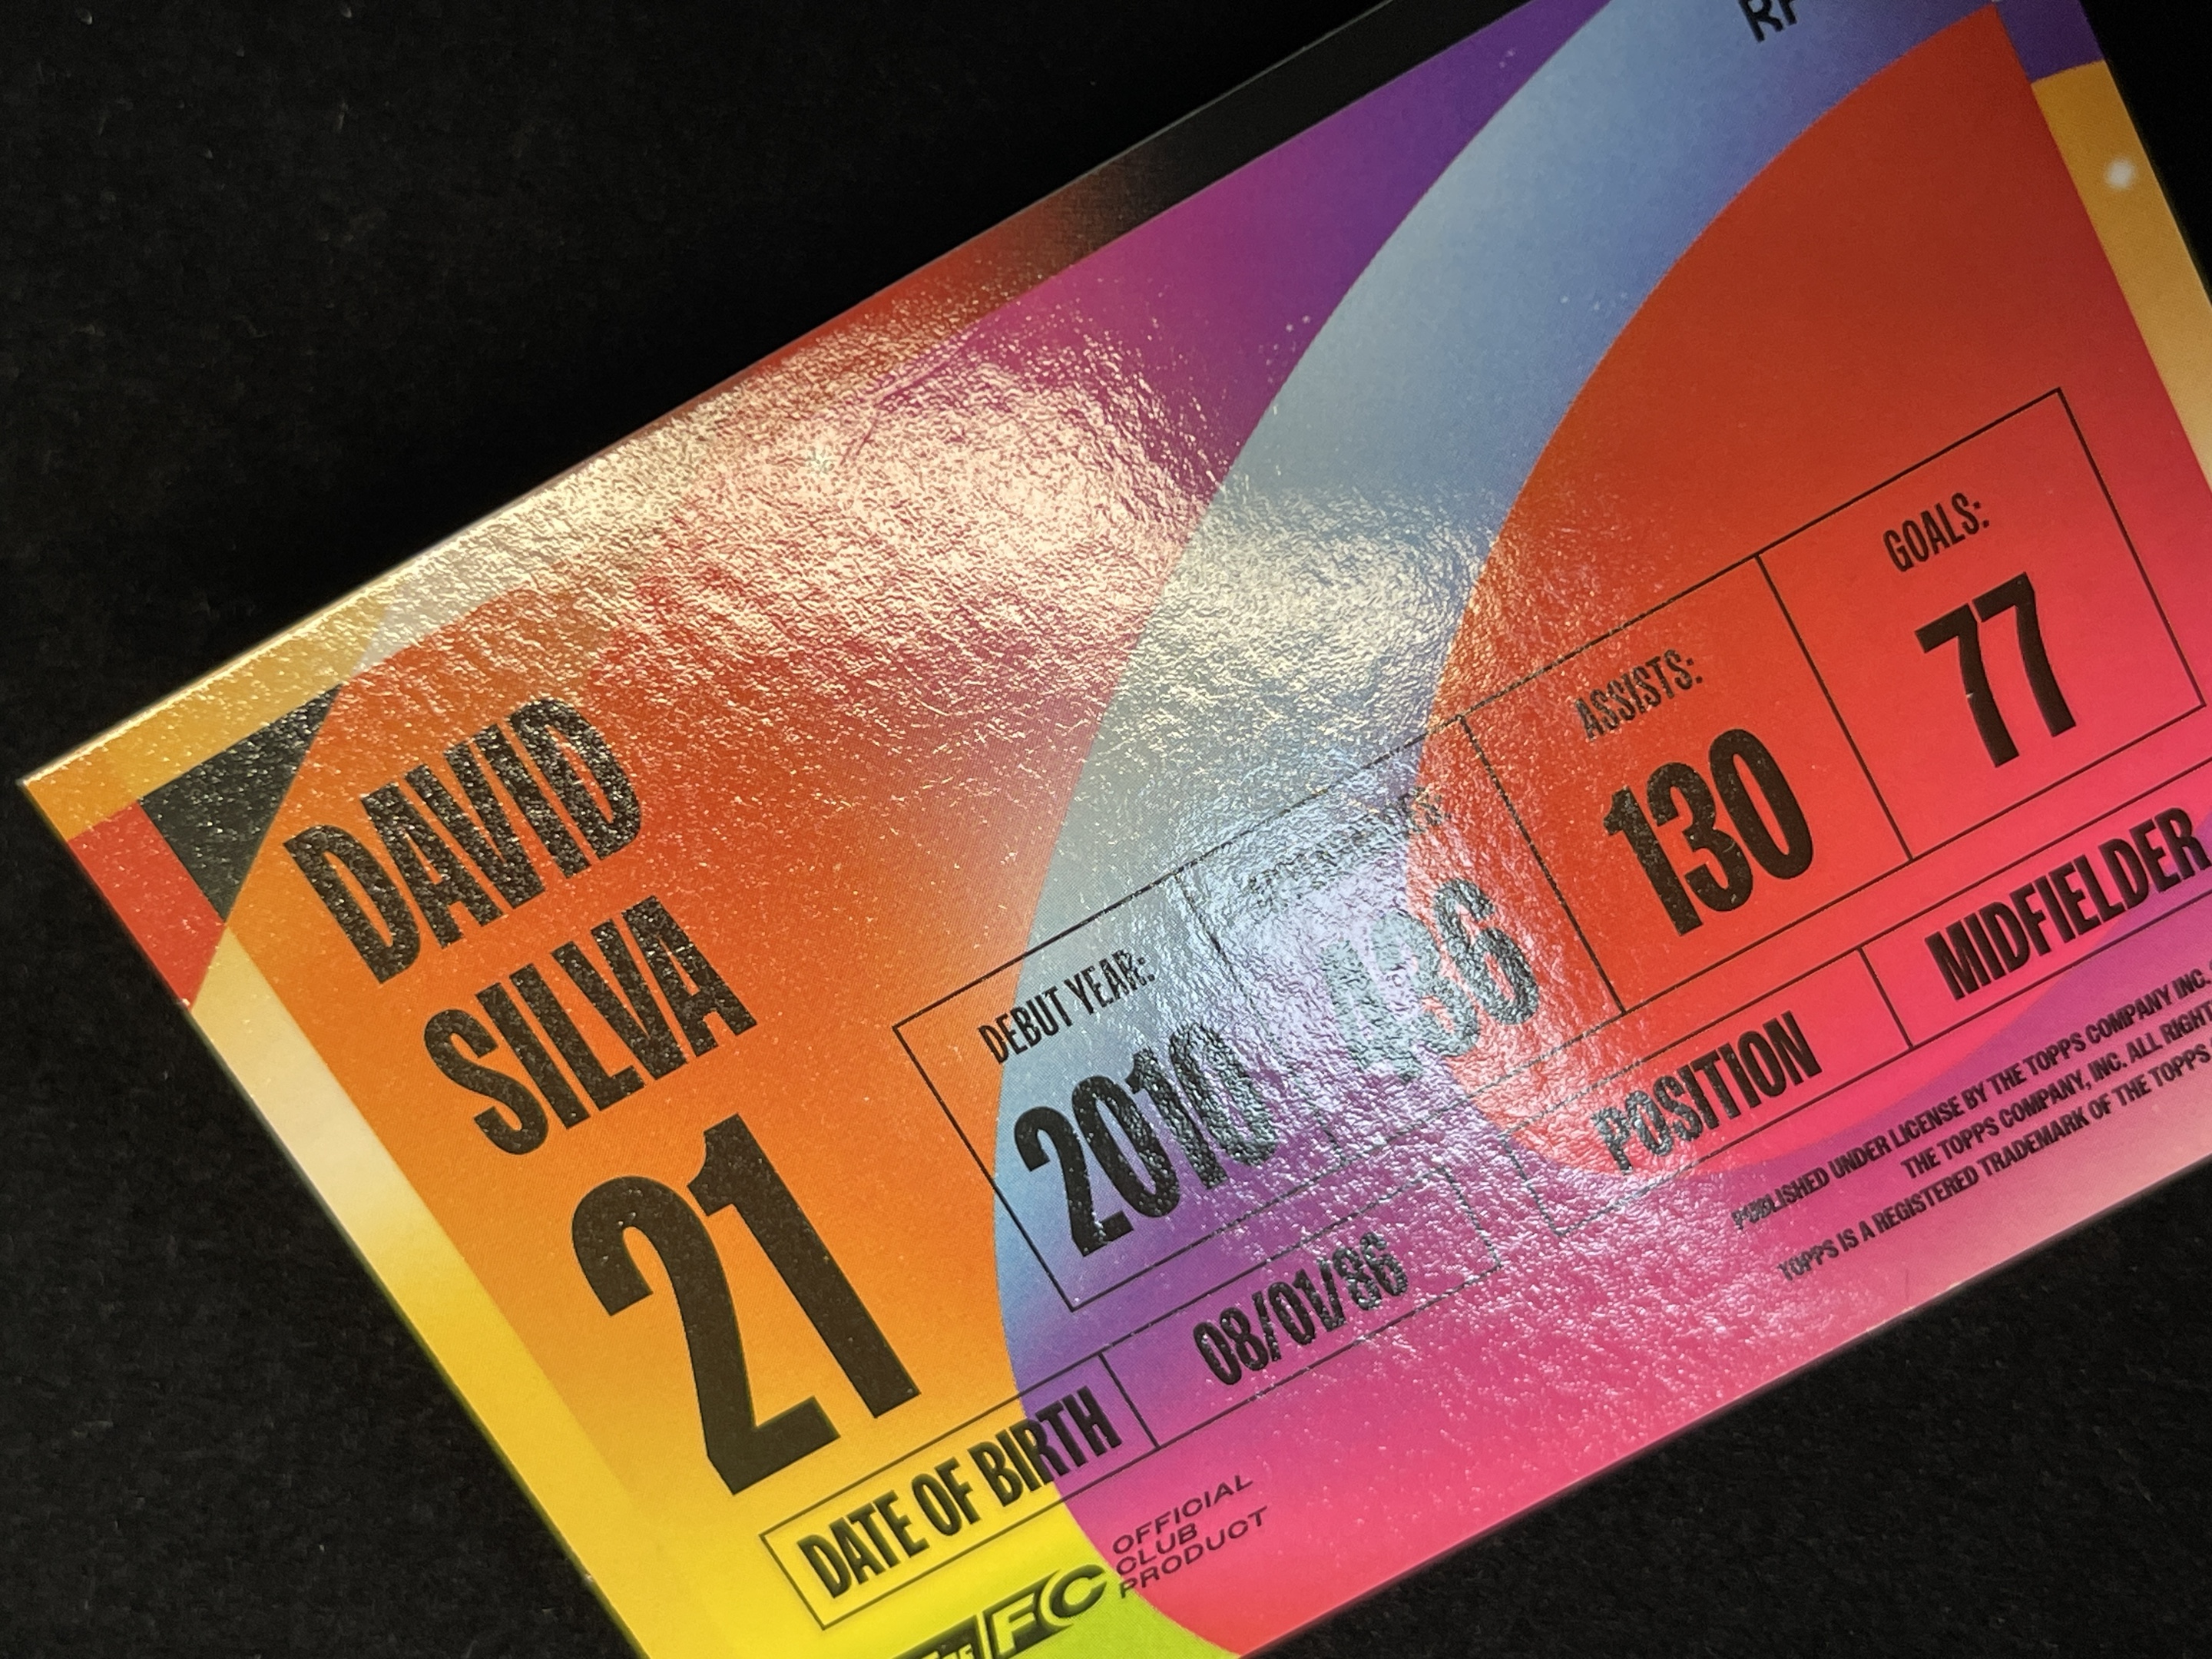 DAVID
SILVA
21
DEBUT YEAR:
2010
436
ASSISTS:
130
GOALS:
77
DATE OF BIRTH
08/01/86
POSITION
MIDFIELDER
OFFICIAL
CLUB
PRODUCT
FC
PUBLISHED UNDER LICENSE BY THE TOPPS COMPANY INC.
THE TOPPS COMPANY, INC. ALL RIGHT
TOPPS IS A REGISTERED TRADEMARK OF THE TOPPS